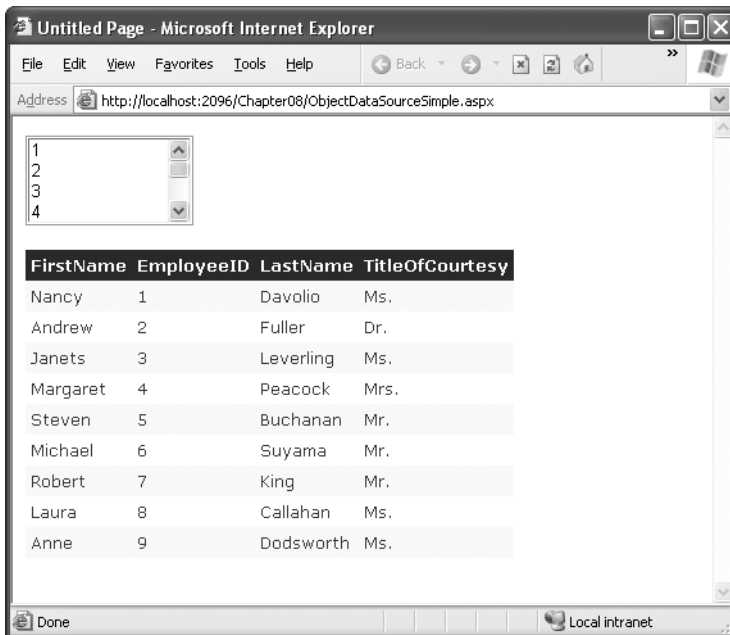 Untitled Page - Microsoft Internet Explorer
File Edit View Favorites Tools Help Back »
Address http://localhost:2096/Chapter08/ObjectDataSourceSimple.aspx
1
2
3
4
FirstName EmployeeID LastName TitleOfCourtesy
Nancy 1 Davolio Ms.
Andrew 2 Fuller Dr.
Janets 3 Leverling Ms.
Margaret 4 Peacock Mrs.
Steven 5 Buchanan Mr.
Michael 6 Suyama Mr.
Robert 7 King Mr.
Laura 8 Callahan Ms.
Anne 9 Dodsworth Ms.
Done Local intranet